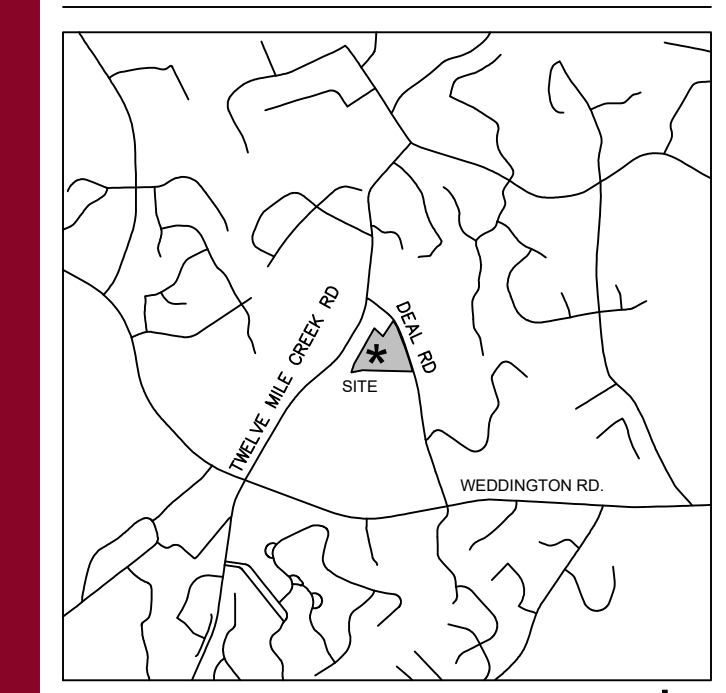 TWELVE MILE CREEK RD
DEAL RD
*
SITE
WEDDINGTON RD.